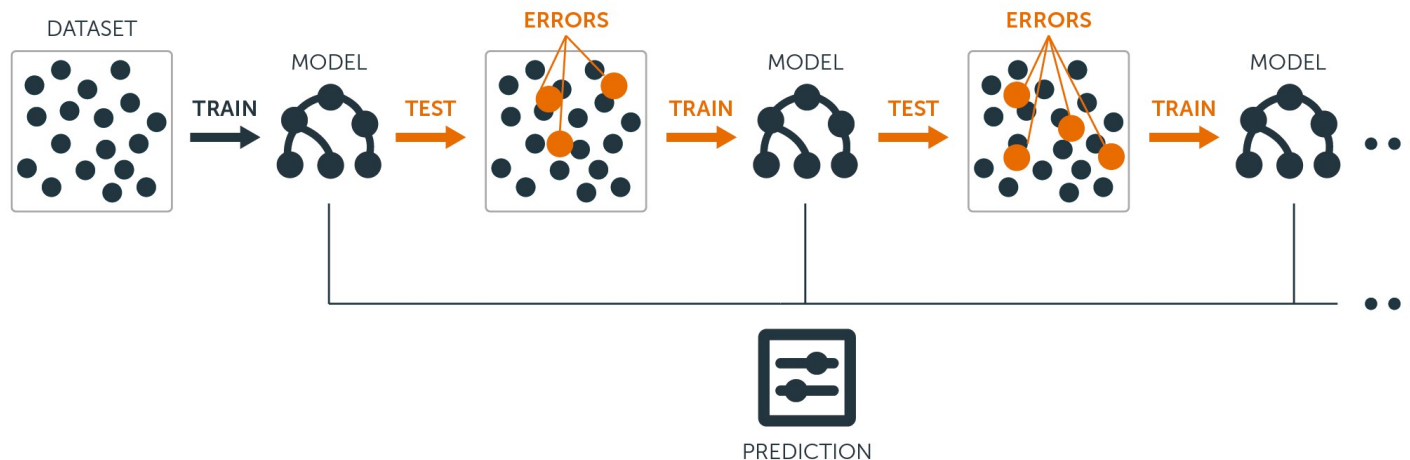 DATASET
ERRORS
ERRORS
MODEL
MODEL
MODEL
TRAIN
TEST
TRAIN
TEST
TRAIN
PREDICTION